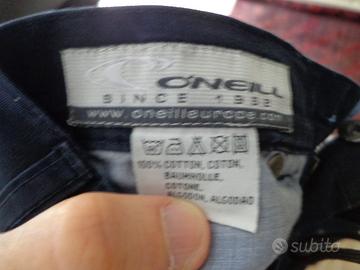 O'NEILL
SINCE 1952
www.oneilleurope.com
100% COTTON, COTON,
BAUMWOLLE,
COTONE,
ALGODON, ALGODAO
subito